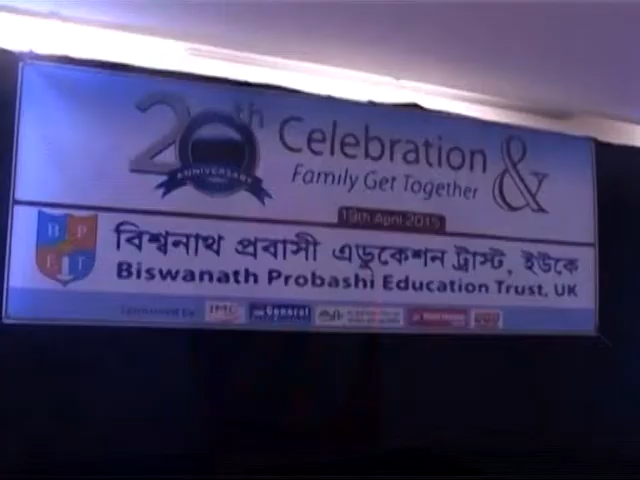 20th Celebration &
ANNIVERSARY
Family Get Together
19th April 2015
B P
E T
বিশ্বনাথ প্রবাসী এডুকেশন ট্রাস্ট, ইউকে
Biswanath Probashi Education Trust, UK
Sponsored by
General